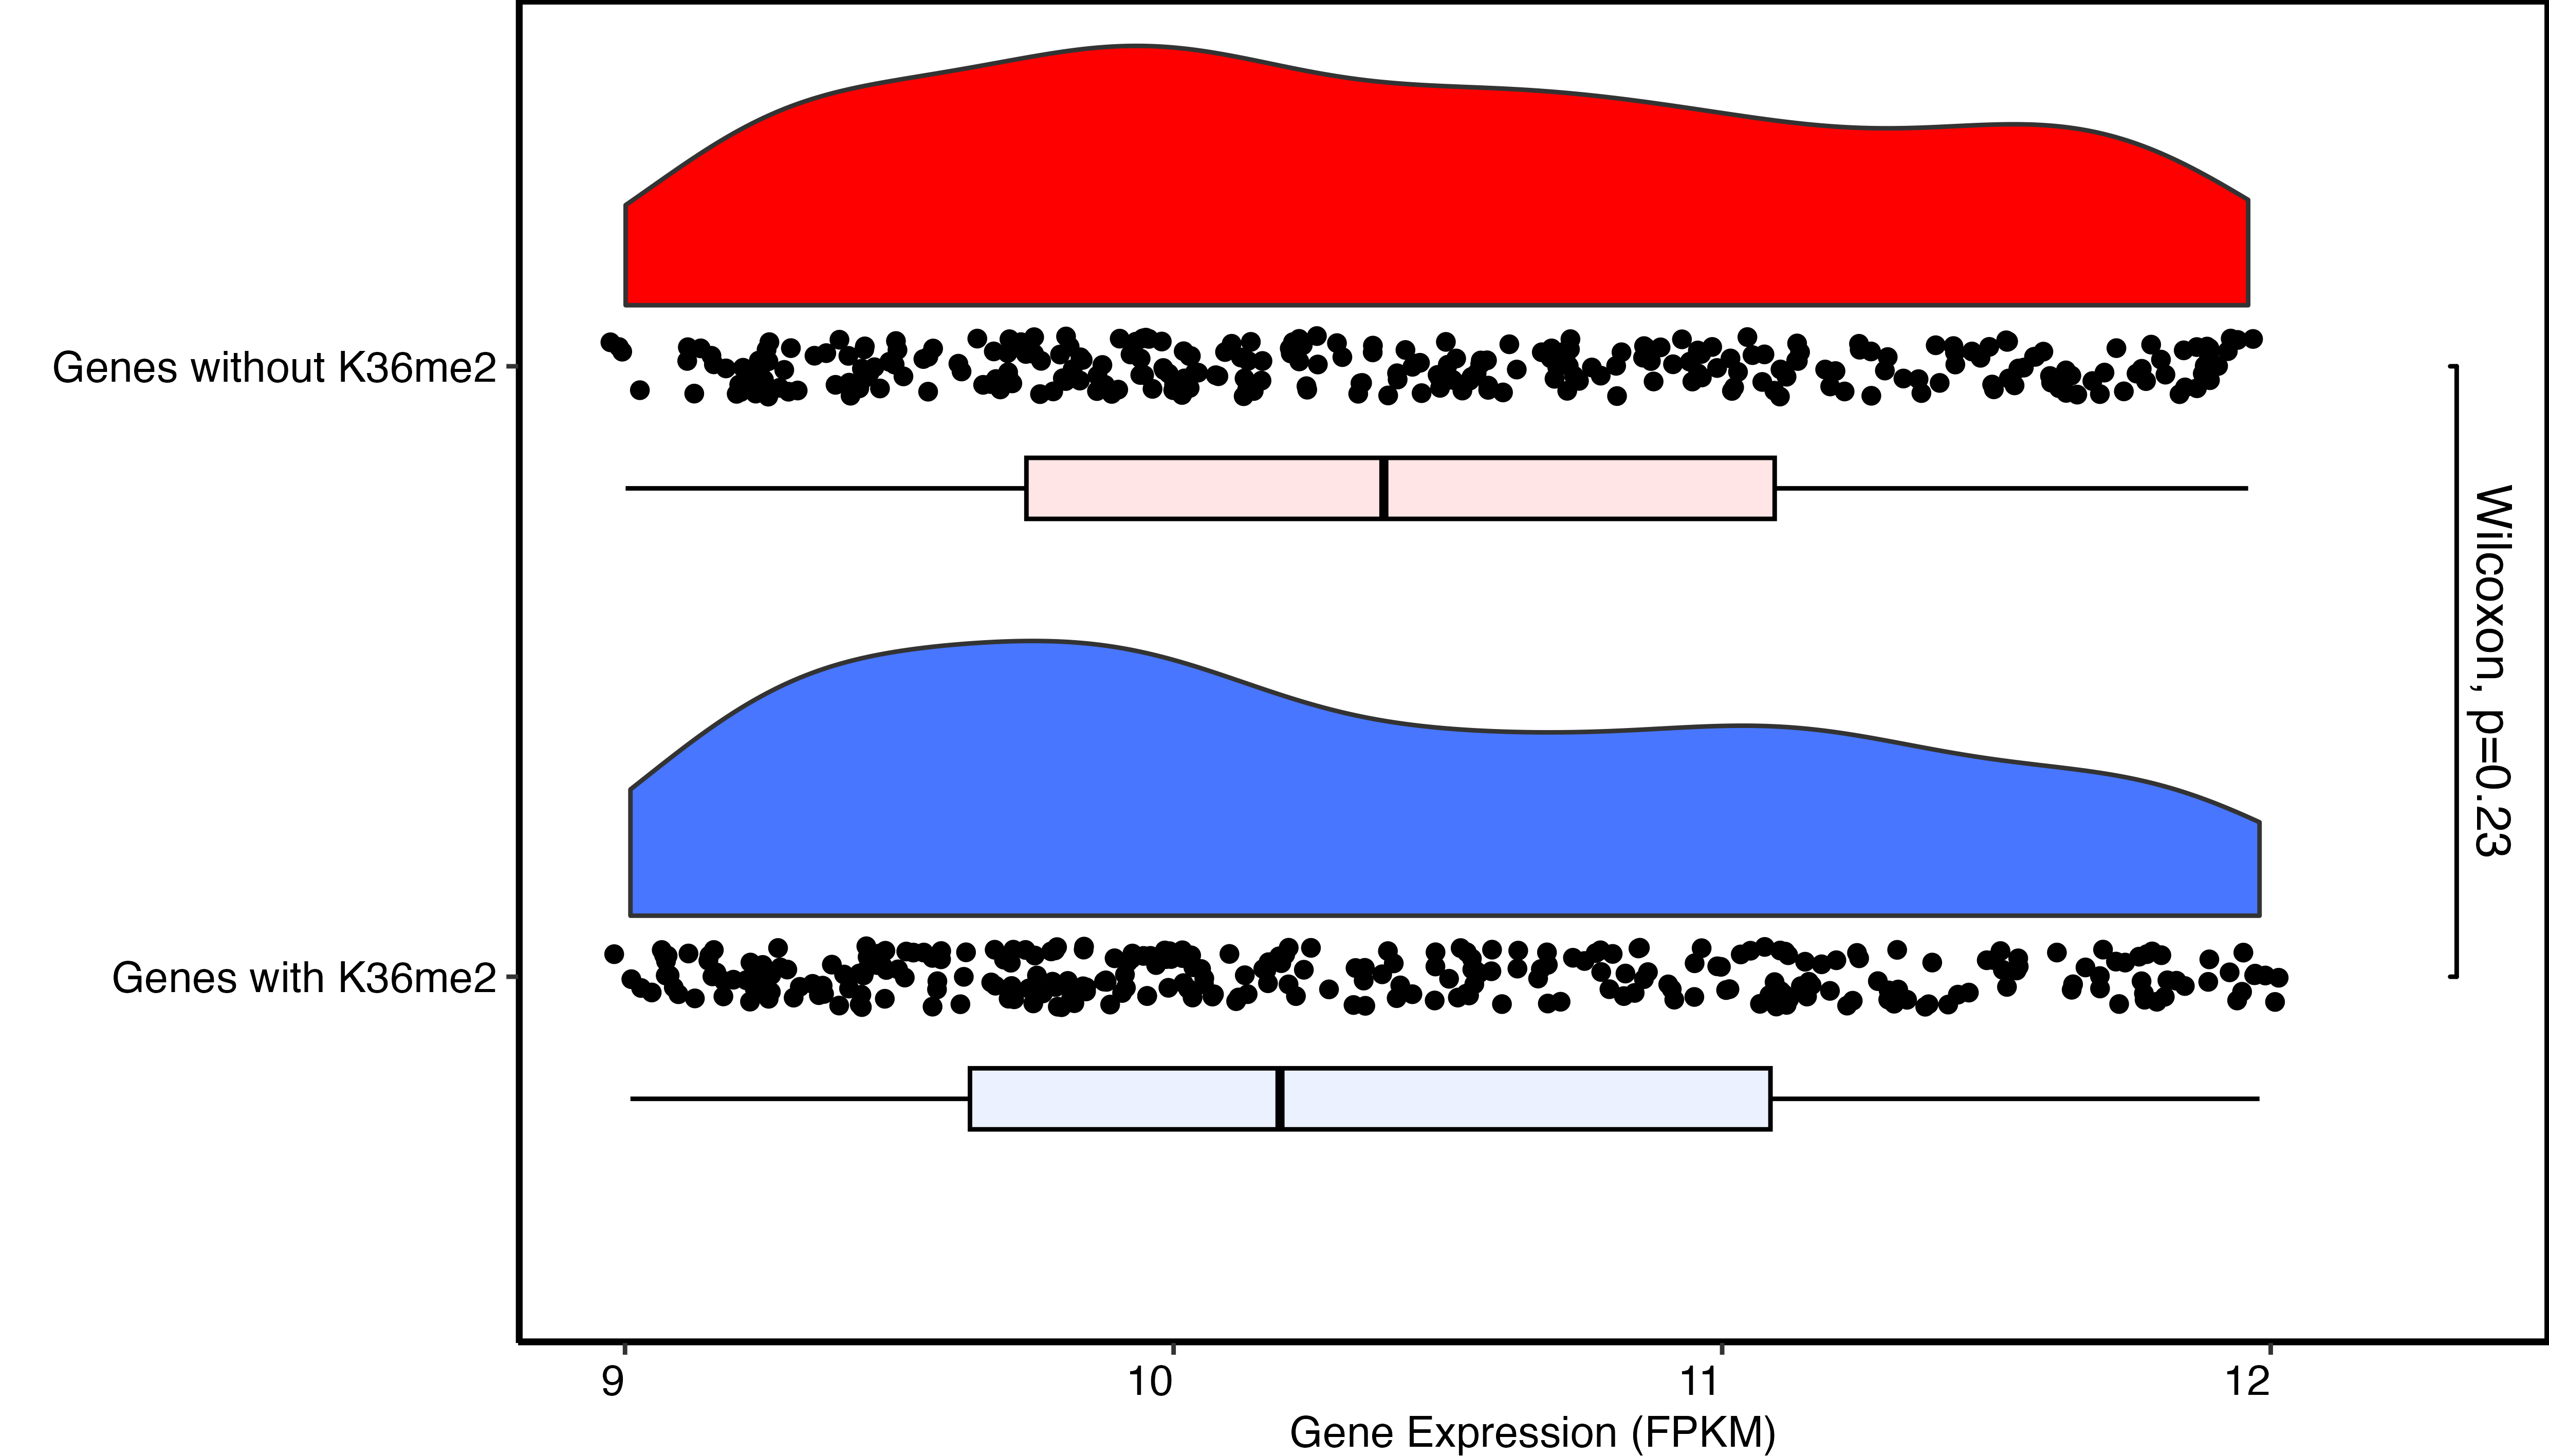 Genes without K36me2
Genes with K36me2
Wilcoxon, p=0.23
9 10 11 12
Gene Expression (FPKM)